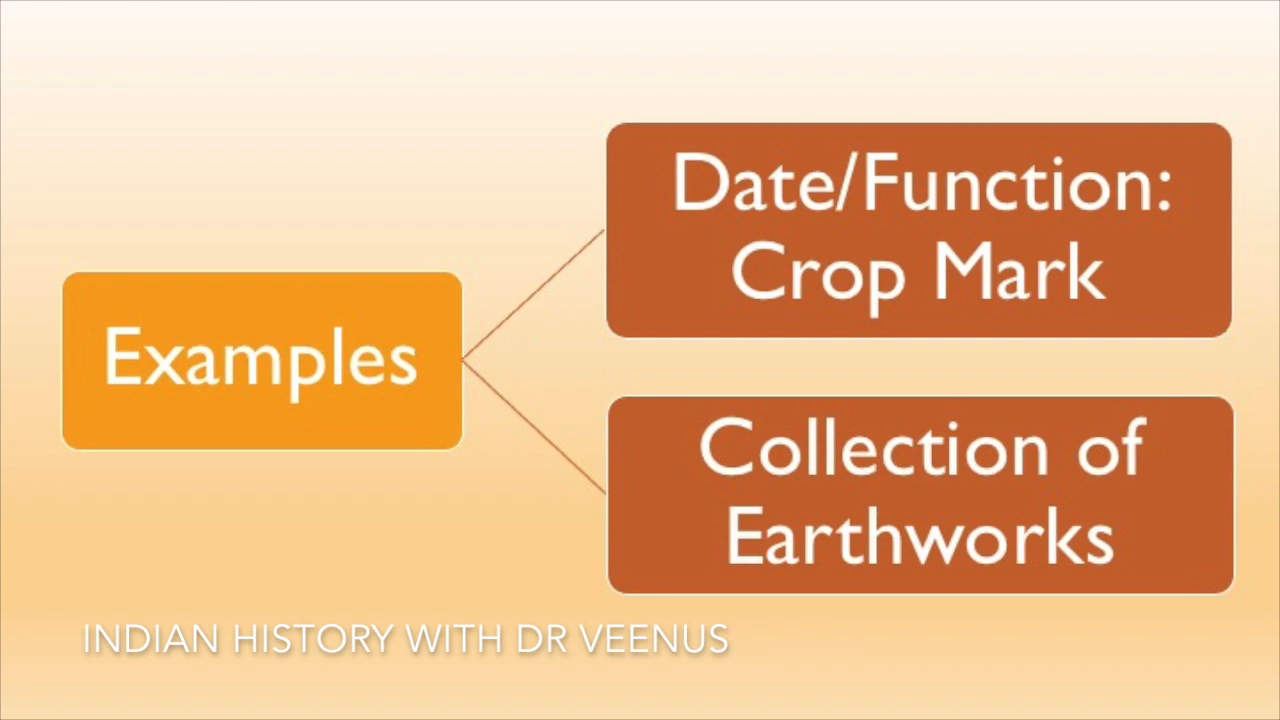 Examples
Date/Function:
Crop Mark
Collection of
Earthworks
INDIAN HISTORY WITH DR VEENUS